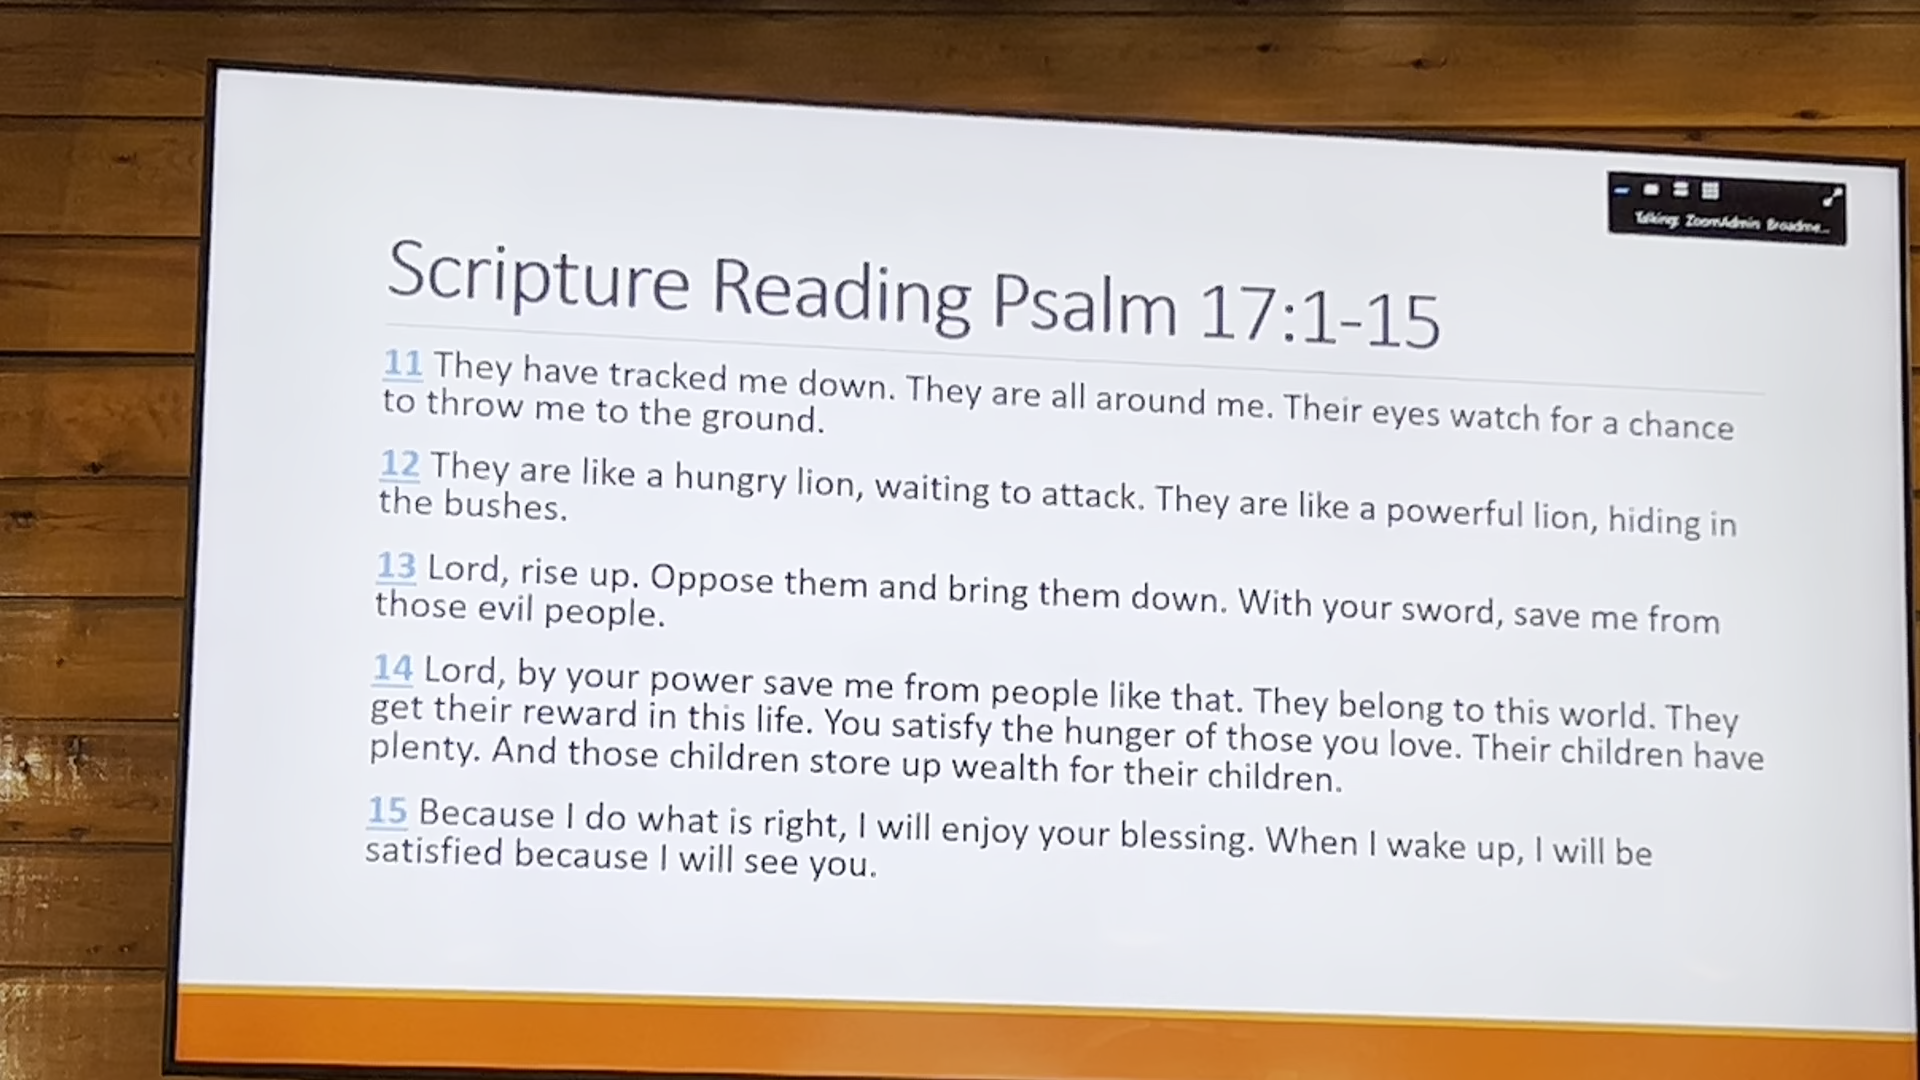 Talking: ZoomAdmin Broadme...
Scripture Reading Psalm 17:1-15
11 They have tracked me down. They are all around me. Their eyes watch for a chance
to throw me to the ground.
12 They are like a hungry lion, waiting to attack. They are like a powerful lion, hiding in
the bushes.
13 Lord, rise up. Oppose them and bring them down. With your sword, save me from
those evil people.
14 Lord, by your power save me from people like that. They belong to this world. They
get their reward in this life. You satisfy the hunger of those you love. Their children have
plenty. And those children store up wealth for their children.
15 Because I do what is right, I will enjoy your blessing. When I wake up, I will be
satisfied because I will see you.